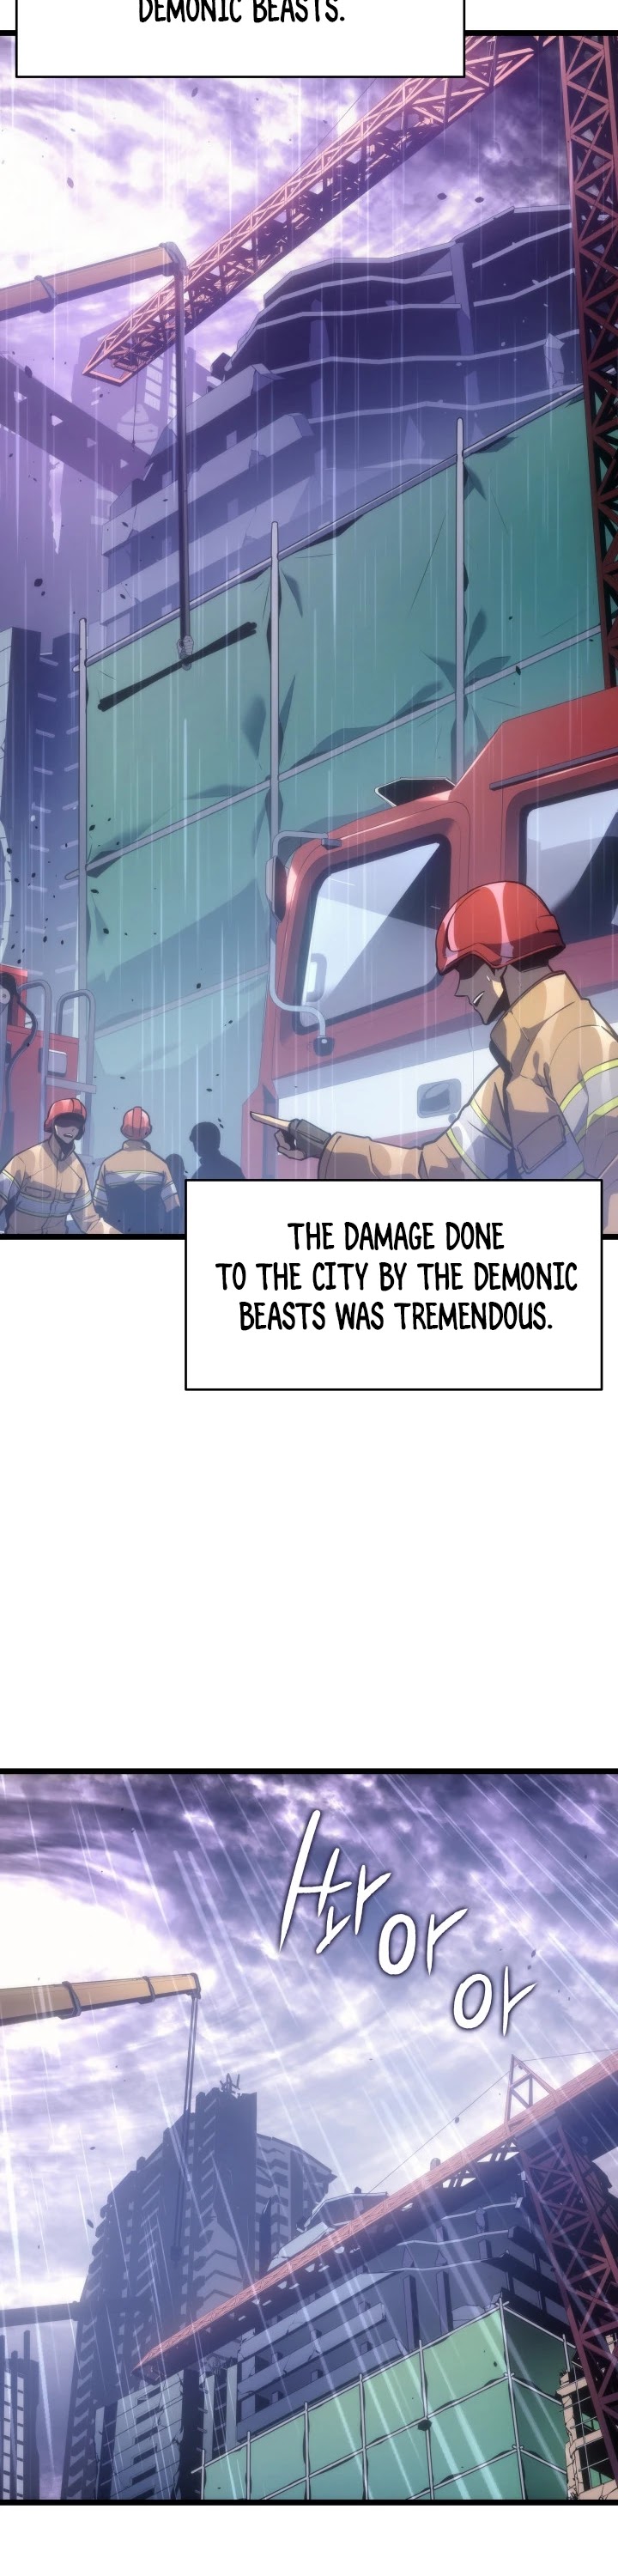 DEMONIC BEASTS.
THE DAMAGE DONE
TO THE CITY BY THE DEMONIC
BEASTS WAS TREMENDOUS.